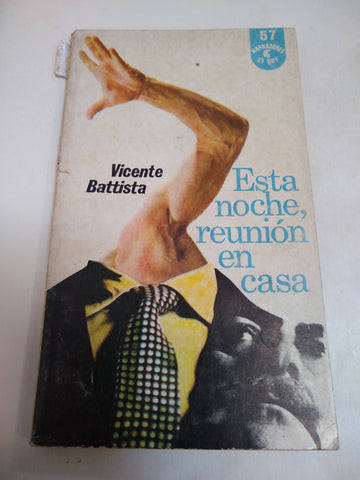 57
NARRADORES
DE HOY
Vicente
Battista
Esta
noche,
reunión
en
casa